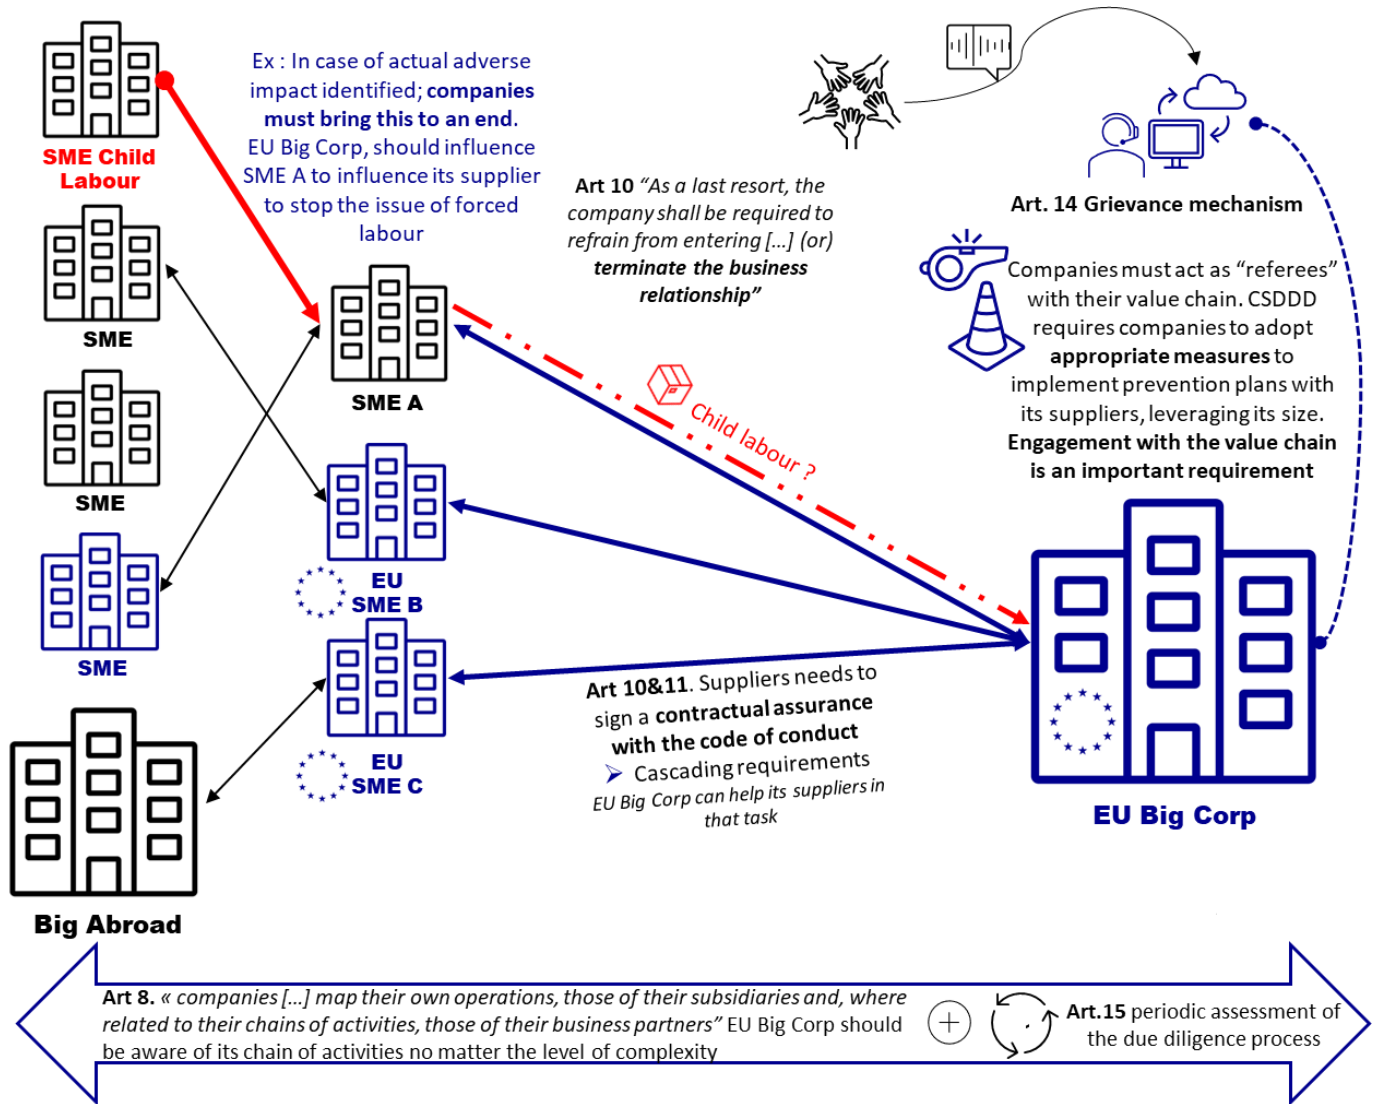 Ex : In case of actual adverse
impact identified; companies
must bring this to an end.
EU Big Corp, should influence
SME A to influence its supplier
to stop the issue of forced
labour
SME Child
Labour
SME
SME
SME
Big Abroad
SME A
EU
SME B
EU
SME C
Art 10 “As a last resort, the
company shall be required to
refrain from entering [...] (or)
terminate the business
relationship”
Child labour ?
Art. 14 Grievance mechanism
Companies must act as “referees”
with their value chain. CSDDD
requires companies to adopt
appropriate measures to
implement prevention plans with
its suppliers, leveraging its size.
Engagement with the value chain
is an important requirement
Art 10&11. Suppliers needs to
sign a contractual assurance
with the code of conduct
➢ Cascading requirements
EU Big Corp can help its suppliers in
that task
EU Big Corp
Art 8. « companies [...] map their own operations, those of their subsidiaries and, where
related to their chains of activities, those of their business partners” EU Big Corp should
be aware of its chain of activities no matter the level of complexity
Art.15 periodic assessment of
the due diligence process